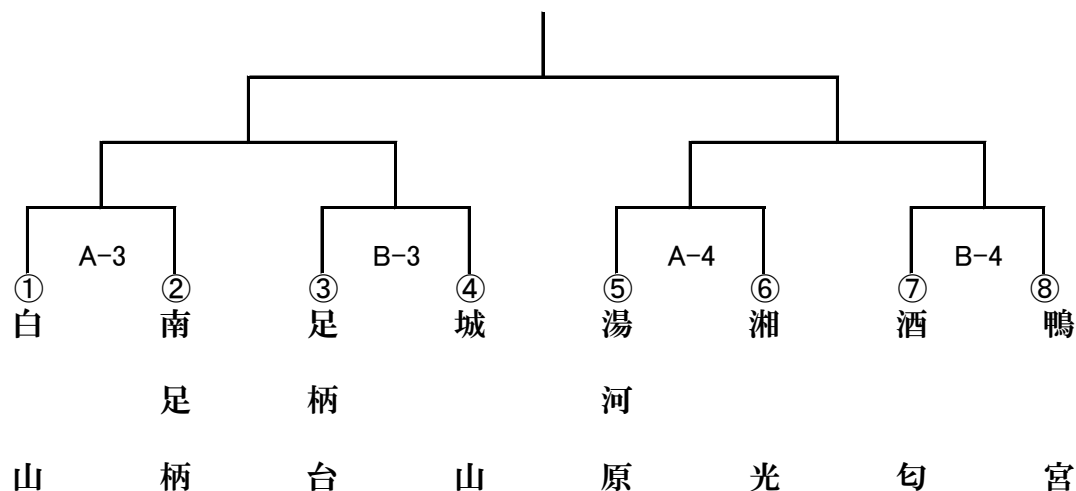 A-3
B-3
A-4
B-4
①
②
③
④
⑤
⑥
⑦
⑧
白山
南足柄
足柄台
城山
湯河原
湘光
酒匂
鴨宮